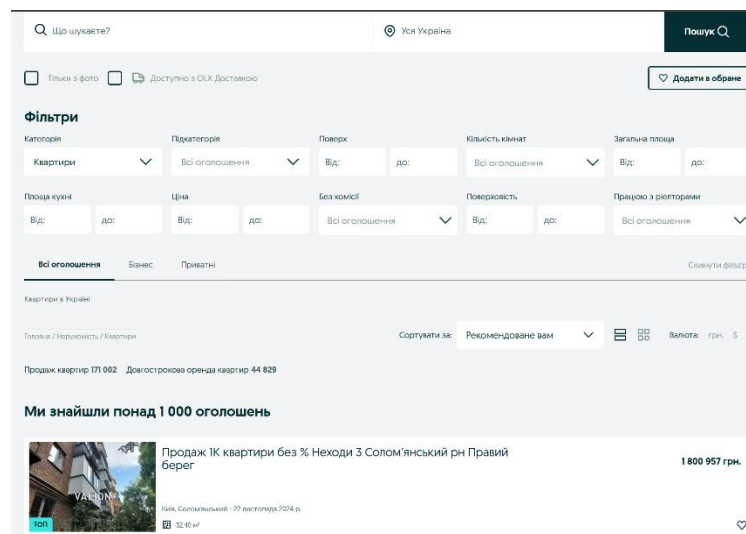 Що шукаєте?
Уся Україна
Пошук
Тільки з фото
Доступно з OLX Доставкою
Додати в обране
Фільтри
Категорія
Підкатегорія
Поверх
Кількість кімнат
Загальна площа
Квартири
Всі оголошення
Від:
до:
Всі оголошення
Від:
до:
Площа кухні
Ціна
Без комісії
Поверховість
Працюю з ріелторами
Від:
до:
Від:
до:
Всі оголошення
Від:
до:
Всі оголошення
Всі оголошення
Бізнес
Приватні
Скинути фільтр
Квартири в Україні
Головна / Нерухомість / Квартири
Сортувати за:
Рекомендоване вам
Валюта:
грн
$
Продаж квартир 171 002
Довгострокова оренда квартир 44 829
Ми знайшли понад 1 000 оголошень
Продаж 1К квартири без % Неходи 3 Солом'янський рн Правий
берег
1 800 957 грн.
VALION
Київ, Солом'янський - 22 листопада 2024 р.
ТОП
32.40 м²